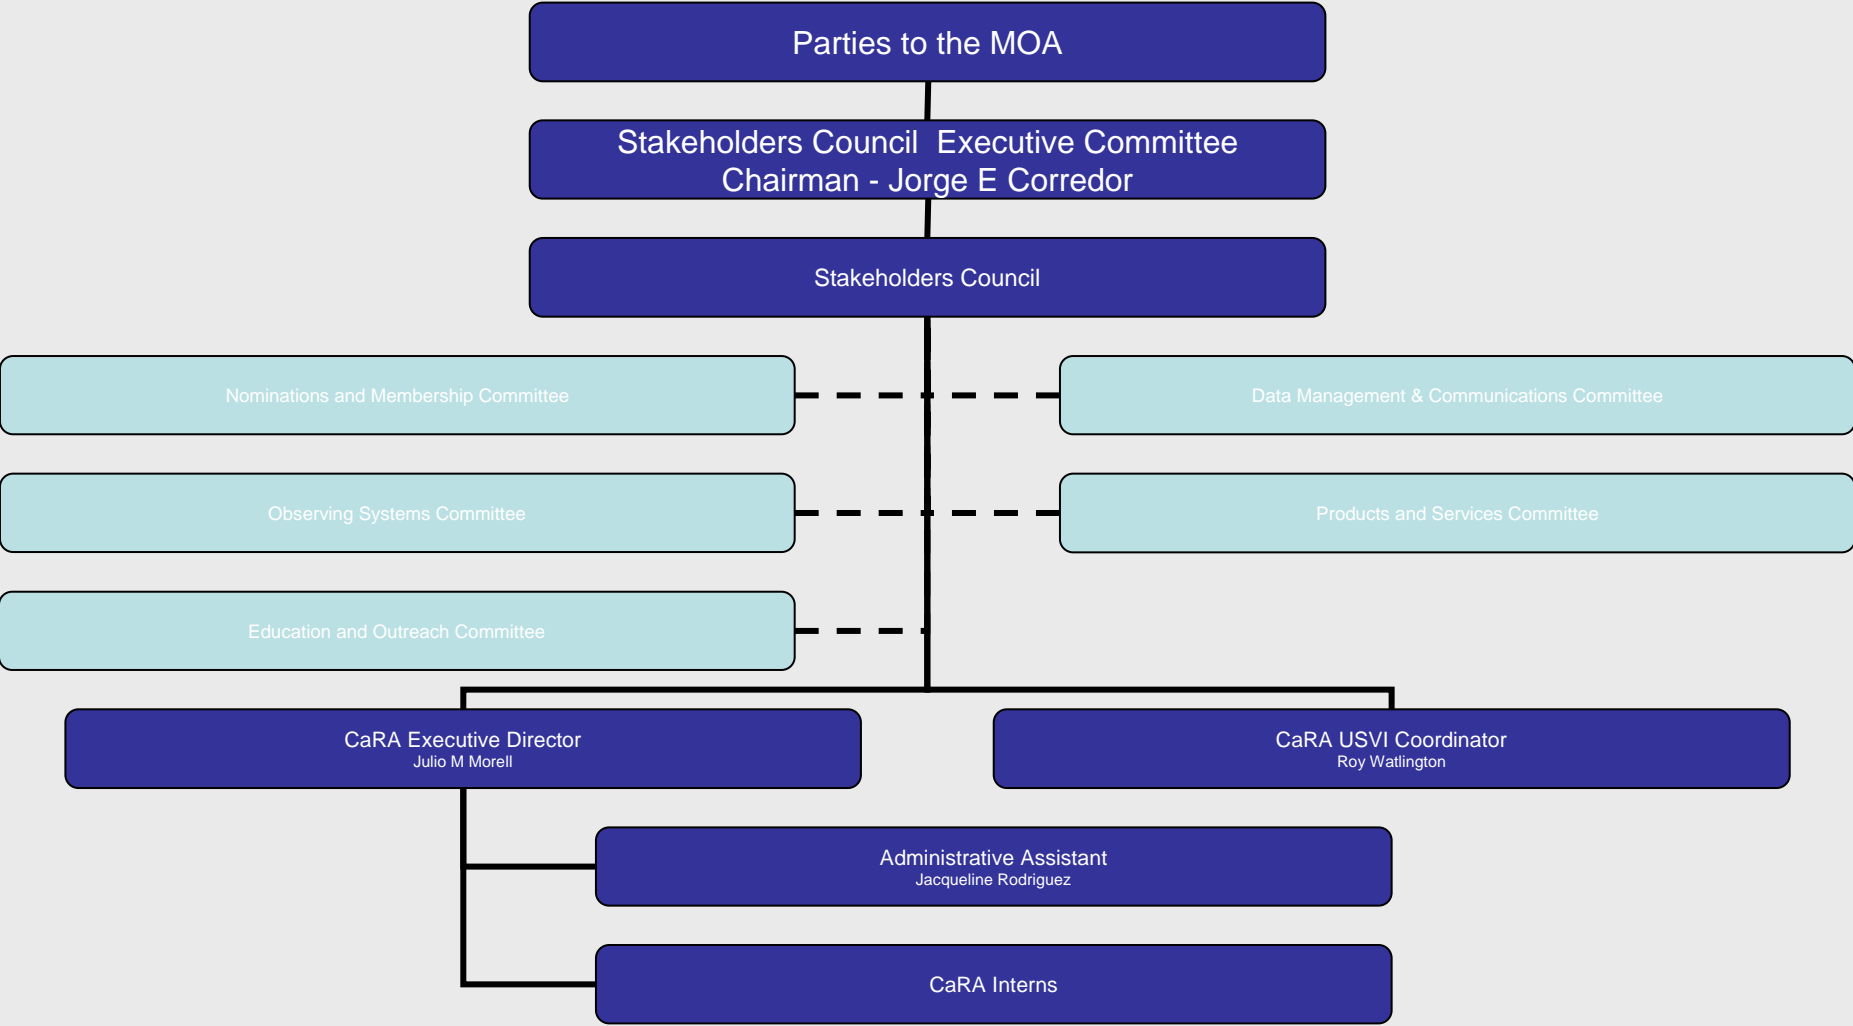 Parties to the MOA
Stakeholders Council  Executive Committee
Chairman - Jorge E Corredor
Stakeholders Council
Nominations and Membership Committee
Data Management & Communications Committee
Observing Systems Committee
Products and Services Committee
Education and Outreach Committee
CaRA Executive Director
Julio M Morell
CaRA USVI Coordinator
Roy Watlington
Administrative Assistant
Jacqueline Rodriguez
CaRA Interns